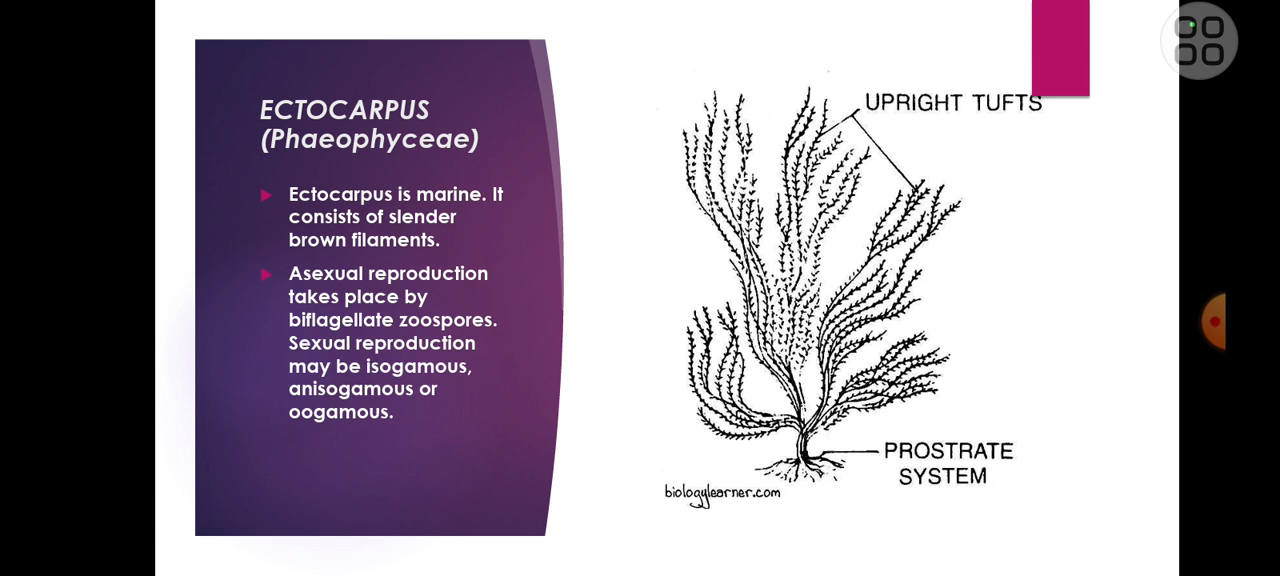 ECTOCARPUS
(Phaeophyceae)
Ectocarpus is marine. It
consists of slender
brown filaments.
Asexual reproduction
takes place by
biflagellate zoospores.
Sexual reproduction
may be isogamous,
anisogamous or
oogamous.
UPRIGHT TUFTS
PROSTRATE
SYSTEM
biologylearner.com